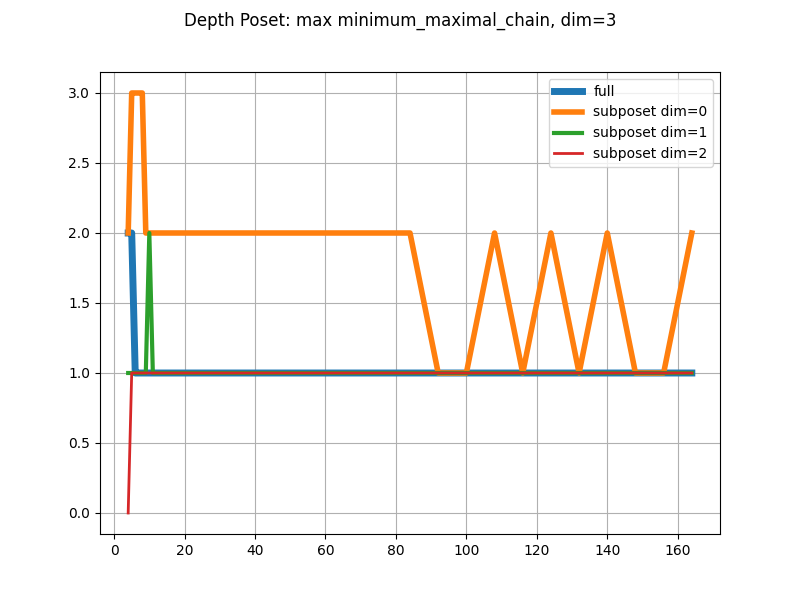 Depth Poset: max minimum_maximal_chain, dim=3
full
subposet dim=0
subposet dim=1
subposet dim=2
3.0
2.5
2.0
1.5
1.0
0.5
0.0
0 20 40 60 80 100 120 140 160